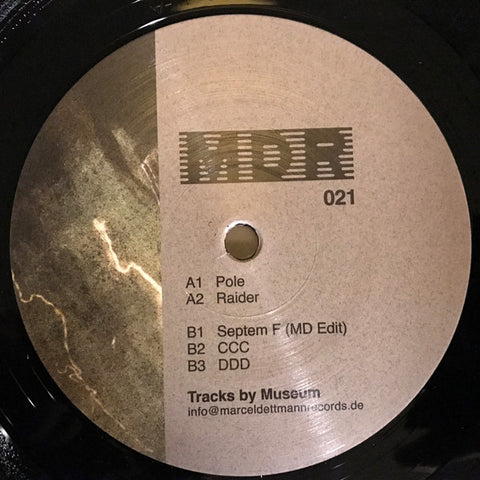 MDR
021
A1 Pole
A2 Raider
B1 Septem F (MD Edit)
B2 CCC
B3 DDD
Tracks by Museum
info@marceldettmannrecords.de